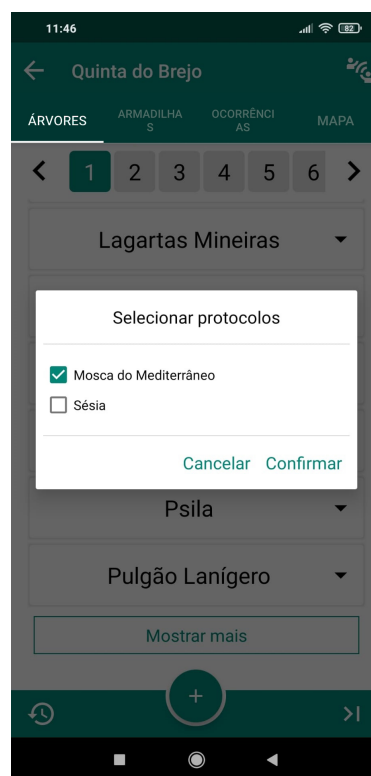 11:46
82
Quinta do Brejo
ÁRVORES
ARMADILHA
S
OCORRÊNCI
AS
MAPA
1 2 3 4 5 6
Lagartas Mineiras
Selecionar protocolos
Mosca do Mediterrâneo
Sésia
Cancelar Confirmar
Psila
Pulgão Lanígero
Mostrar mais
+